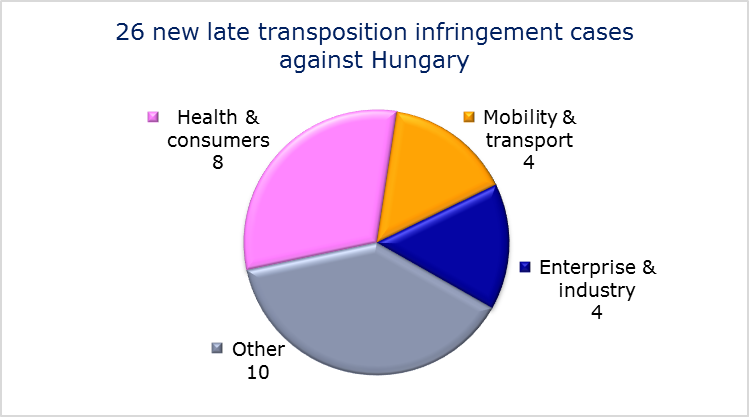 26 new late transposition infringement cases
against Hungary
Health &
consumers
8
Mobility &
transport
4
Enterprise &
industry
4
Other
10